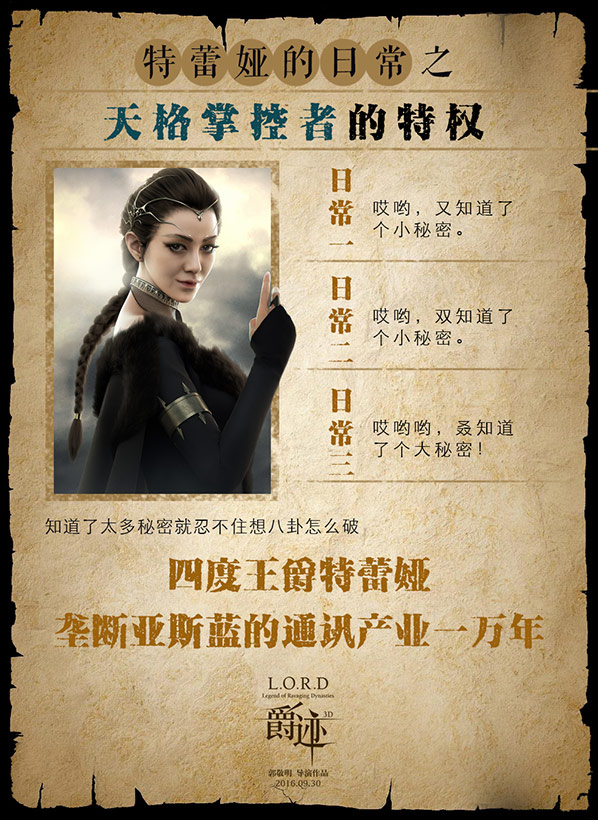 特蕾娅的日常之
天格掌控者的特权
日常一
哎哟，又知道了
个小秘密。
日常二
哎哟，双知道了
个小秘密。
日常三
哎哟哟，叒知道
了个大秘密！
知道了太多秘密就忍不住想八卦怎么破
四度王爵特蕾娅
垄断亚斯蓝的通讯产业一万年
L.O.R.D
Legend of Ravaging Dynasties
爵迹 3D
郭敬明 导演作品
2016.09.30